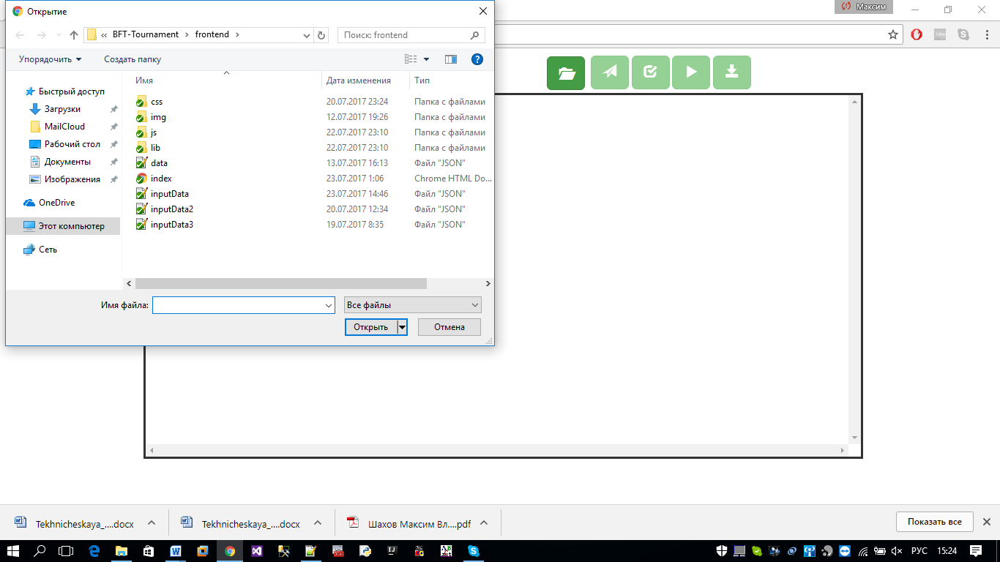 Открытие
Максим
« BFT-Tournament › frontend ›
Поиск: frontend
Упорядочить
Создать папку
Имя
Дата изменения
Тип
Быстрый доступ
Загрузки
MailCloud
Рабочий стол
Документы
Изображения
OneDrive
Этот компьютер
Сеть
css 20.07.2017 23:24 Папка с файлами
img 12.07.2017 19:26 Папка с файлами
js 22.07.2017 23:10 Папка с файлами
lib 22.07.2017 23:10 Папка с файлами
data 13.07.2017 16:13 Файл "JSON"
index 23.07.2017 1:06 Chrome HTML Do...
inputData 23.07.2017 14:46 Файл "JSON"
inputData2 20.07.2017 12:34 Файл "JSON"
inputData3 19.07.2017 8:35 Файл "JSON"
Имя файла:
Все файлы
Открыть
Отмена
Tekhnicheskaya_....docx
Tekhnicheskaya_....docx
Шахов Максим Вл....pdf
Показать все
РУС
15:24